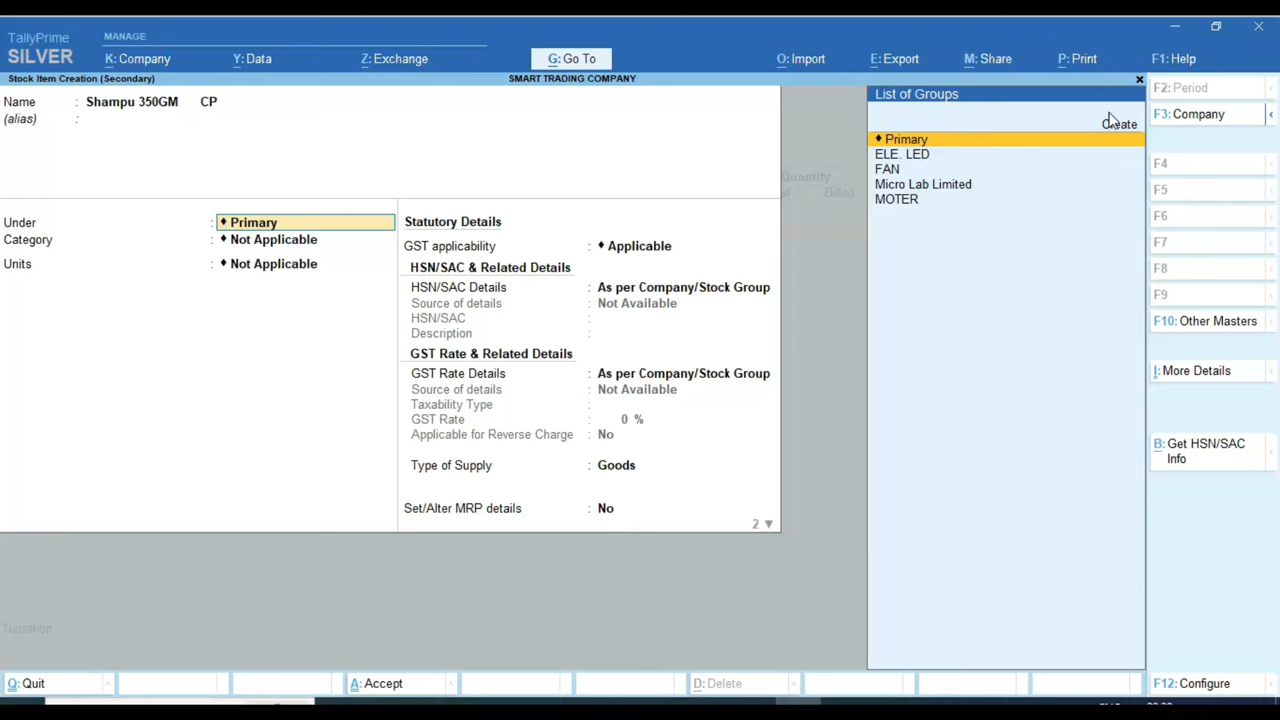 TallyPrime
MANAGE
SILVER
K: Company
Y: Data
Z: Exchange
G: Go To
O: Import
E: Export
M: Share
P: Print
F1: Help
Stock Item Creation (Secondary)
SMART TRADING COMPANY
Name : Shampu 350GM CP
(alias) :
List of Groups
Create
♦ Primary
ELE. LED
FAN
Micro Lab Limited
MOTER
Quantity
Billala
Under : ♦ Primary
Category : ♦ Not Applicable
Units : ♦ Not Applicable
Statutory Details
GST applicability : ♦ Applicable
HSN/SAC & Related Details
HSN/SAC Details : As per Company/Stock Group
Source of details : Not Available
HSN/SAC :
Description :
GST Rate & Related Details
GST Rate Details : As per Company/Stock Group
Source of details : Not Available
Taxability Type :
GST Rate : 0 %
Applicable for Reverse Charge : No
Type of Supply : Goods
Set/Alter MRP details : No
2 ▼
Narration
F2: Period
F3: Company
F4
F5
F6
F7
F8
F9
F10: Other Masters
I: More Details
B: Get HSN/SAC
Info
Q: Quit
A: Accept
D: Delete
F12: Configure